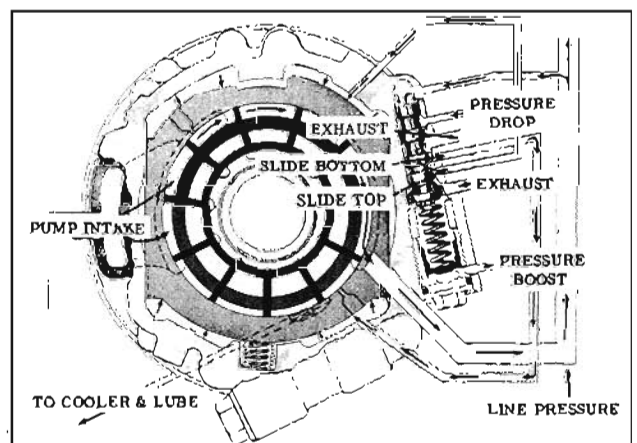 EXHAUST
PRESSURE
DROP
SLIDE BOTTOM
SLIDE TOP
EXHAUST
PUMP INTAKE
PRESSURE
BOOST
TO COOLER & LUBE
LINE PRESSURE